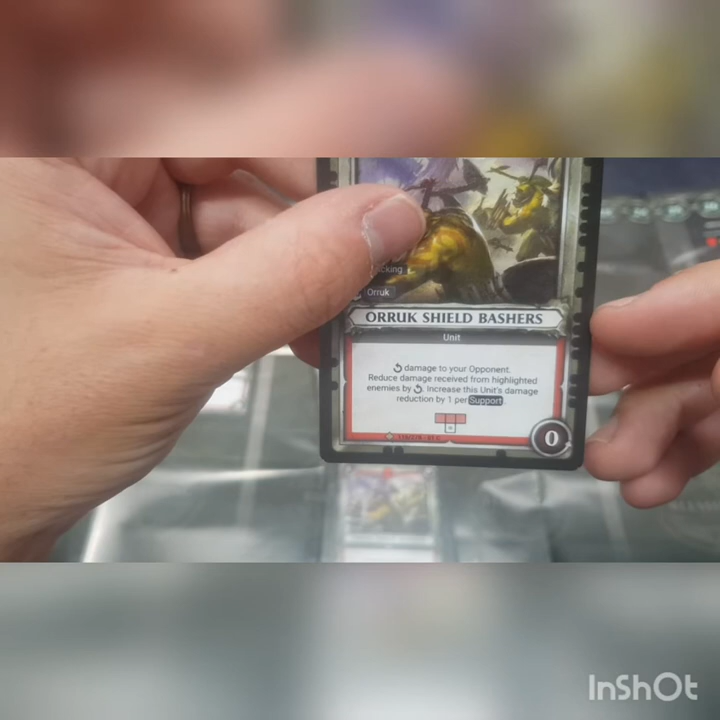 cking
Orruk
ORRUK SHIELD BASHERS
Unit
damage to your Opponent.
Reduce damage received from highlighted
enemies by . Increase this Unit's damage
reduction by 1 per Support.
0
InShOt